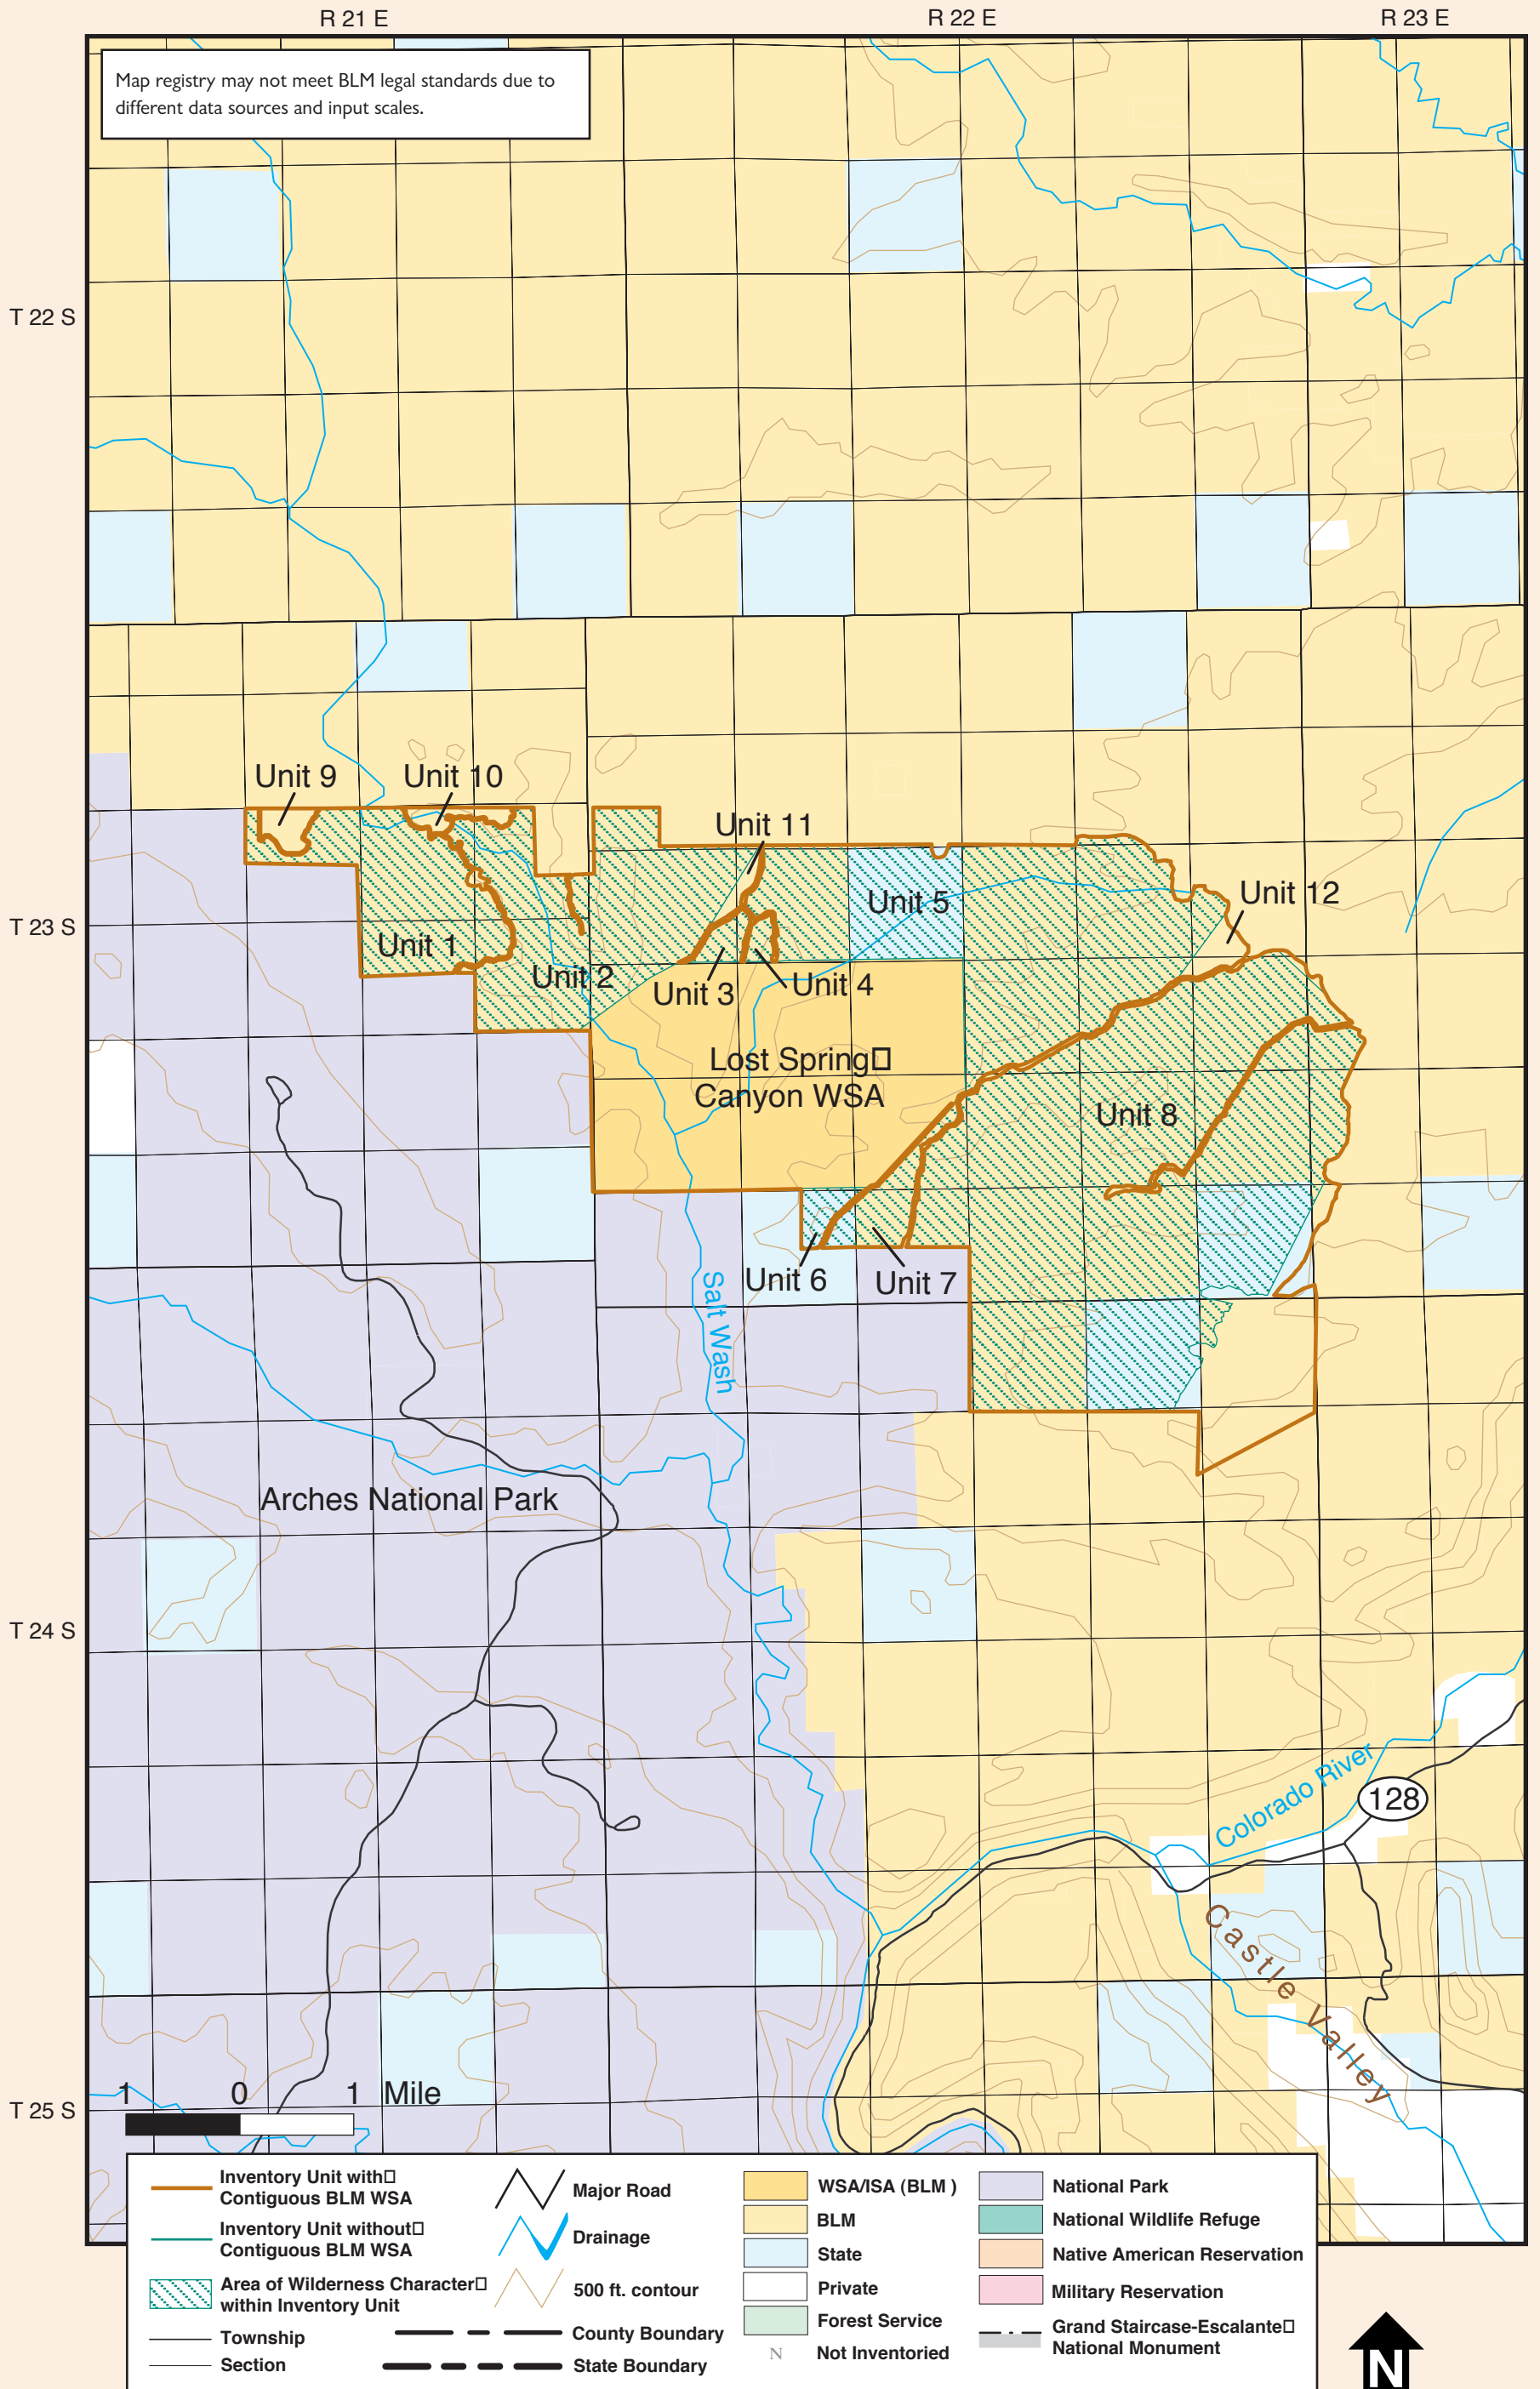 R 21 E
R 22 E
R 23 E
Map registry may not meet BLM legal standards due to
different data sources and input scales.
T 22 S
Unit 9
Unit 10
Unit 11
Unit 12
Unit 5
T 23 S
Unit 1
Unit 2
Unit 3
Unit 4
Lost Spring□
Canyon WSA
Unit 8
Unit 6
Unit 7
Salt Wash
Arches National Park
T 24 S
Colorado River
128
Castle Valley
1 0 1 Mile
T 25 S
Inventory Unit with□
Contiguous BLM WSA
Inventory Unit without□
Contiguous BLM WSA
Area of Wilderness Character□
within Inventory Unit
Township
Section
Major Road
Drainage
500 ft. contour
County Boundary
State Boundary
WSA/ISA (BLM )
BLM
State
Private
Forest Service
N Not Inventoried
National Park
National Wildlife Refuge
Native American Reservation
Military Reservation
Grand Staircase-Escalante□
National Monument
N